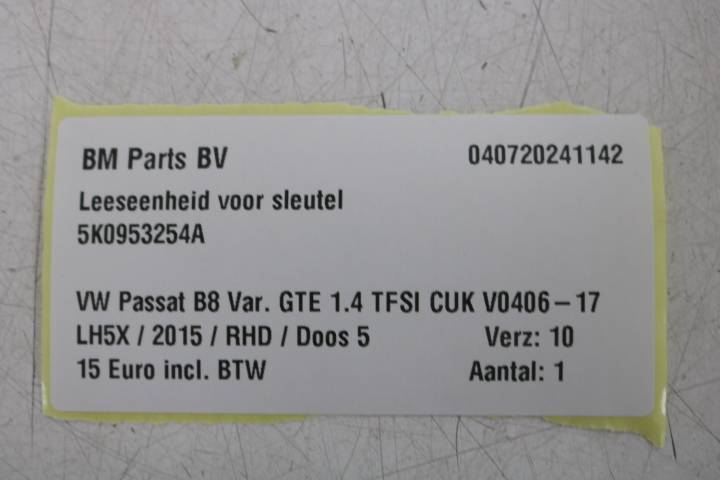 BM Parts BV 040720241142
Leeseenheid voor sleutel
5K0953254A
VW Passat B8 Var. GTE 1.4 TFSI CUK V0406-17
LH5X / 2015 / RHD / Doos 5 Verz: 10
15 Euro incl. BTW Aantal: 1